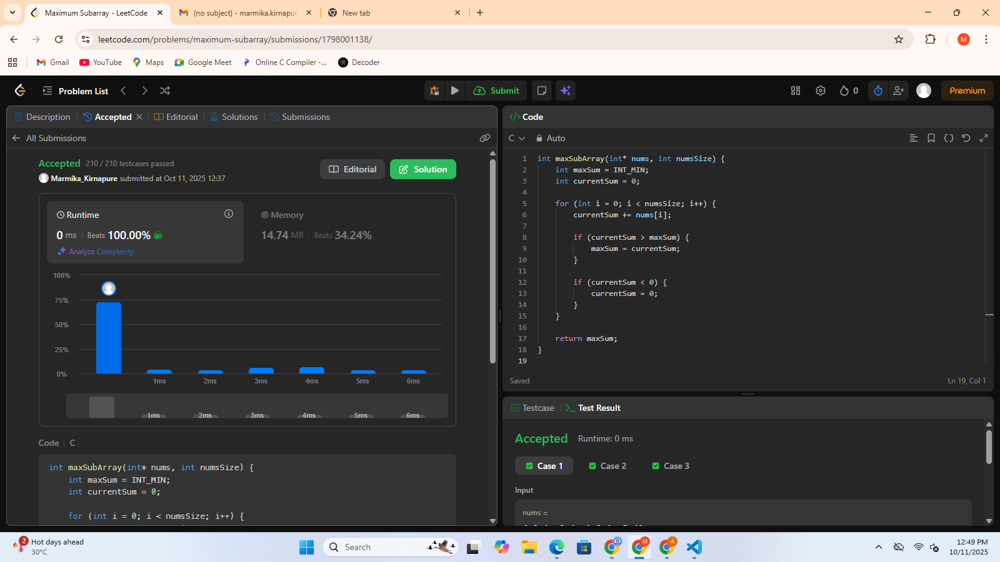 Maximum Subarray - LeetCode
(no subject) - marmika.kirnapur
New tab
leetcode.com/problems/maximum-subarray/submissions/1798001138/
M
Gmail
YouTube
Maps
Google Meet
Online C Compiler -...
Decoder
Problem List
Submit
0
Premium
Description
Accepted
Editorial
Solutions
Submissions
All Submissions
Accepted 210 / 210 testcases passed
Marmika_Kirnapure submitted at Oct 11, 2025 12:37
Editorial
Solution
Runtime
0 ms Beats 100.00%
Analyze Complexity
Memory
14.74 MB Beats 34.24%
100%
75%
50%
25%
0%
1ms 2ms 3ms 4ms 5ms 6ms
1ms 2ms 3ms 4ms 5ms 6ms
Code C
int maxSubArray(int* nums, int numsSize) {
int maxSum = INT_MIN;
int currentSum = 0;
for (int i = 0; i < numsSize; i++) {
</> Code
C Auto
1 int maxSubArray(int* nums, int numsSize) {
2 int maxSum = INT_MIN;
3 int currentSum = 0;
4
5 for (int i = 0; i < numsSize; i++) {
6 currentSum += nums[i];
7
8 if (currentSum > maxSum) {
9 maxSum = currentSum;
10 }
11
12 if (currentSum < 0) {
13 currentSum = 0;
14 }
15 }
16
17 return maxSum;
18 }
19
Saved
Ln 19, Col 1
Testcase
Test Result
Accepted Runtime: 0 ms
Case 1
Case 2
Case 3
Input
nums =
2
Hot days ahead
30°C
Search
M
A
12:49 PM
10/11/2025